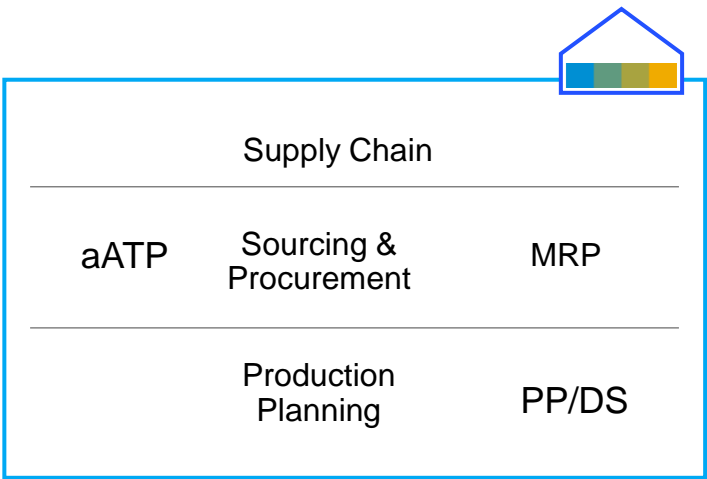 Supply Chain
aATP
Sourcing &
Procurement
MRP
Production
Planning
PP/DS